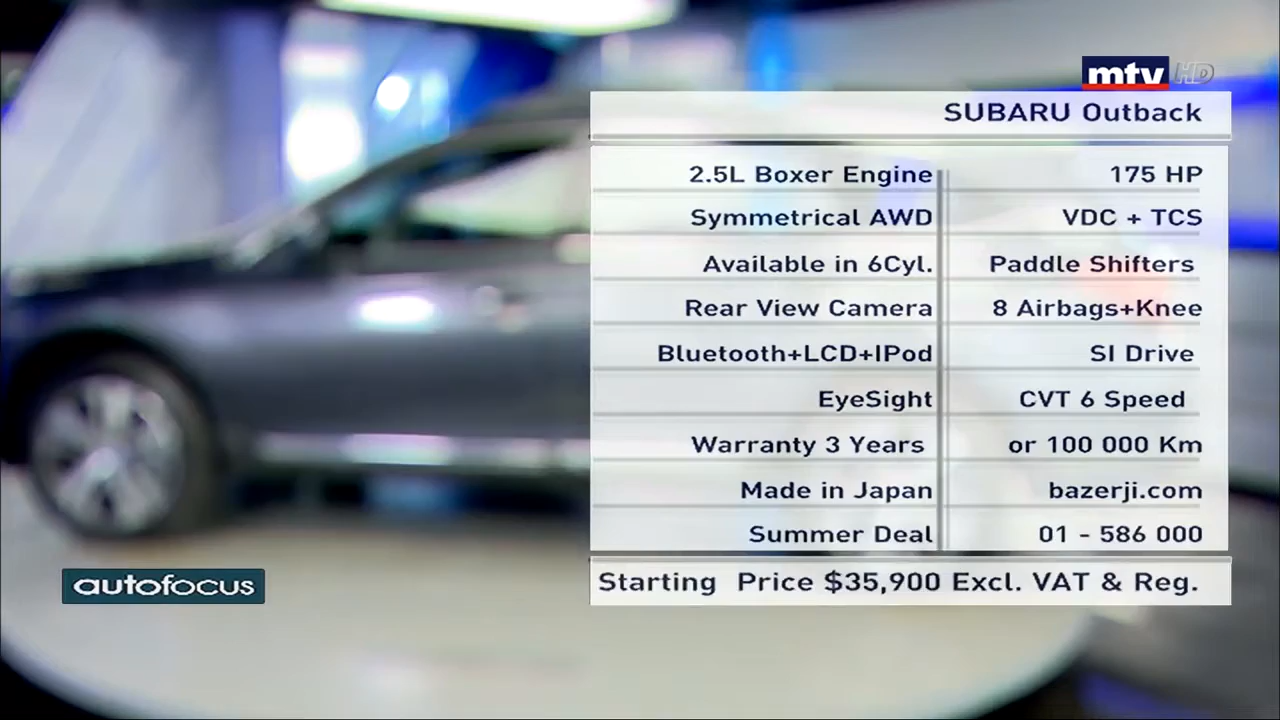 mtv HD
SUBARU Outback
2.5L Boxer Engine 175 HP
Symmetrical AWD VDC + TCS
Available in 6Cyl. Paddle Shifters
Rear View Camera 8 Airbags+Knee
Bluetooth+LCD+IPod SI Drive
EyeSight CVT 6 Speed
Warranty 3 Years or 100 000 Km
Made in Japan bazerji.com
Summer Deal 01 - 586 000
autofocus
Starting Price $35,900 Excl. VAT & Reg.